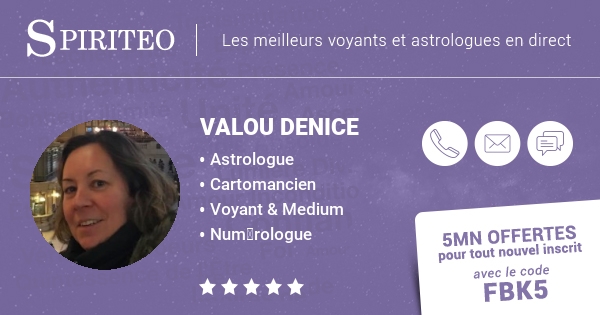 SPIRITEO
Les meilleurs voyants et astrologues en direct
VALOU DENICE
• Astrologue
• Cartomancien
• Voyant & Medium
• Num▯rologue
5MN OFFERTES
pour tout nouvel inscrit
avec le code
FBK5